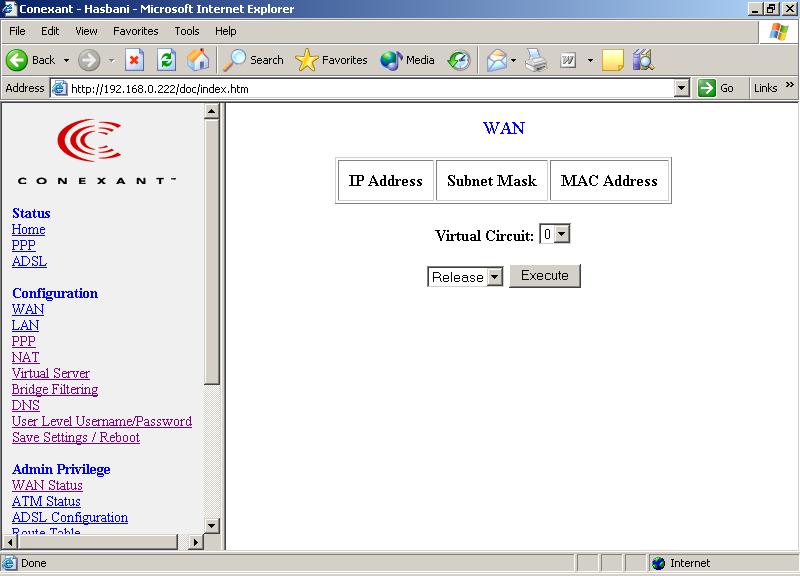 Conexant - Hasbani - Microsoft Internet Explorer
File Edit View Favorites Tools Help
Back Search Favorites Media
Address http://192.168.0.222/doc/index.htm Go Links »
CONEXANT™
Status
Home
PPP
ADSL
Configuration
WAN
LAN
PPP
NAT
Virtual Server
Bridge Filtering
DNS
User Level Username/Password
Save Settings / Reboot
Admin Privilege
WAN Status
ATM Status
ADSL Configuration
Route Table
WAN
IP Address Subnet Mask MAC Address
Virtual Circuit: 0
Release Execute
Done Internet